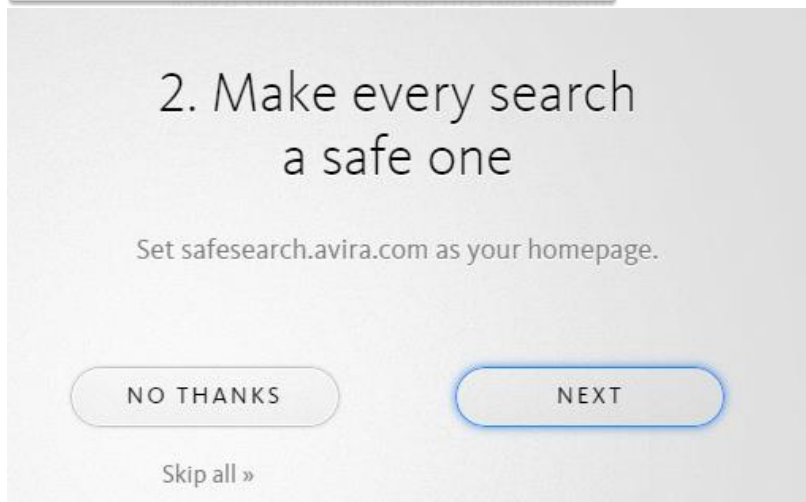 2. Make every search
a safe one
Set safesearch.avira.com as your homepage.
NO THANKS
NEXT
Skip all »